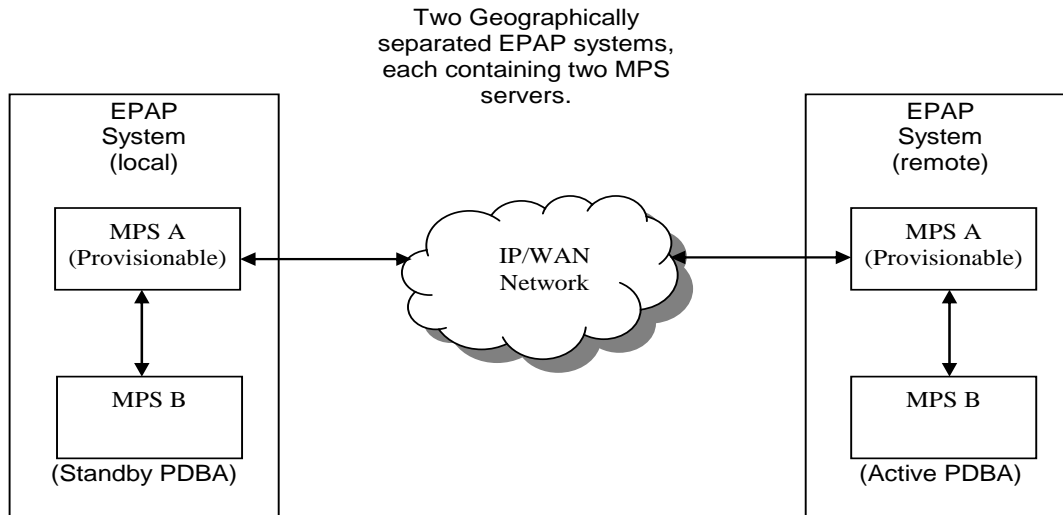 Two Geographically
separated EPAP systems,
each containing two MPS
servers.
EPAP
System
(local)
MPS A
(Provisionable)
MPS B
(Standby PDBA)
IP/WAN
Network
EPAP
System
(remote)
MPS A
(Provisionable)
MPS B
(Active PDBA)